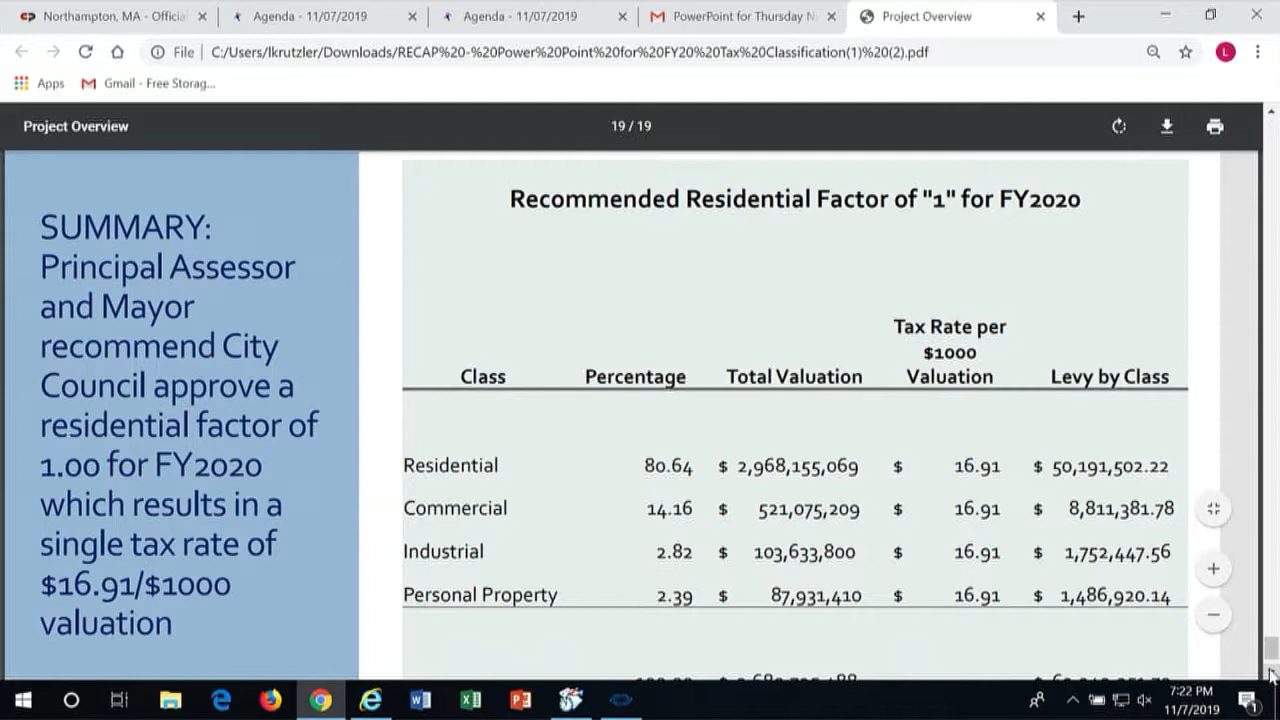 Northampton, MA - Official
Agenda - 11/07/2019
Agenda - 11/07/2019
PowerPoint for Thursday N
Project Overview
File
C:/Users/lkrutzler/Downloads/RECAP%20-%20Power%20Point%20for%20FY20%20Tax%20Classification(1)%20(2).pdf
L
Apps
Gmail - Free Storag...
Project Overview
19 / 19
SUMMARY:
Principal Assessor
and Mayor
recommend City
Council approve a
residential factor of
1.00 for FY2020
which results in a
single tax rate of
$16.91/$1000
valuation
Recommended Residential Factor of "1" for FY2020
Tax Rate per
$1000
Class Percentage Total Valuation Valuation Levy by Class
Residential 80.64 $ 2,968,155,069 $ 16.91 $ 50,191,502.22
Commercial 14.16 $ 521,075,209 $ 16.91 $ 8,811,381.78
Industrial 2.82 $ 103,633,800 $ 16.91 $ 1,752,447.56
Personal Property 2.39 $ 87,931,410 $ 16.91 $ 1,486,920.14
7:22 PM
11/7/2019
1